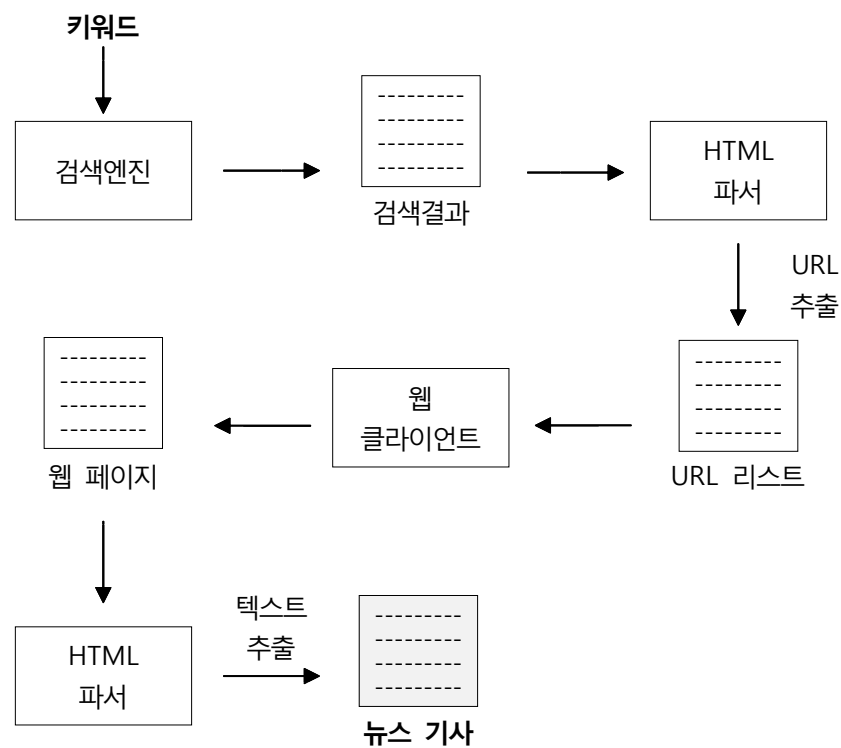 키워드
검색엔진
검색결과
HTML
파서
URL
추출
URL 리스트
웹
클라이언트
웹 페이지
HTML
파서
텍스트
추출
뉴스 기사